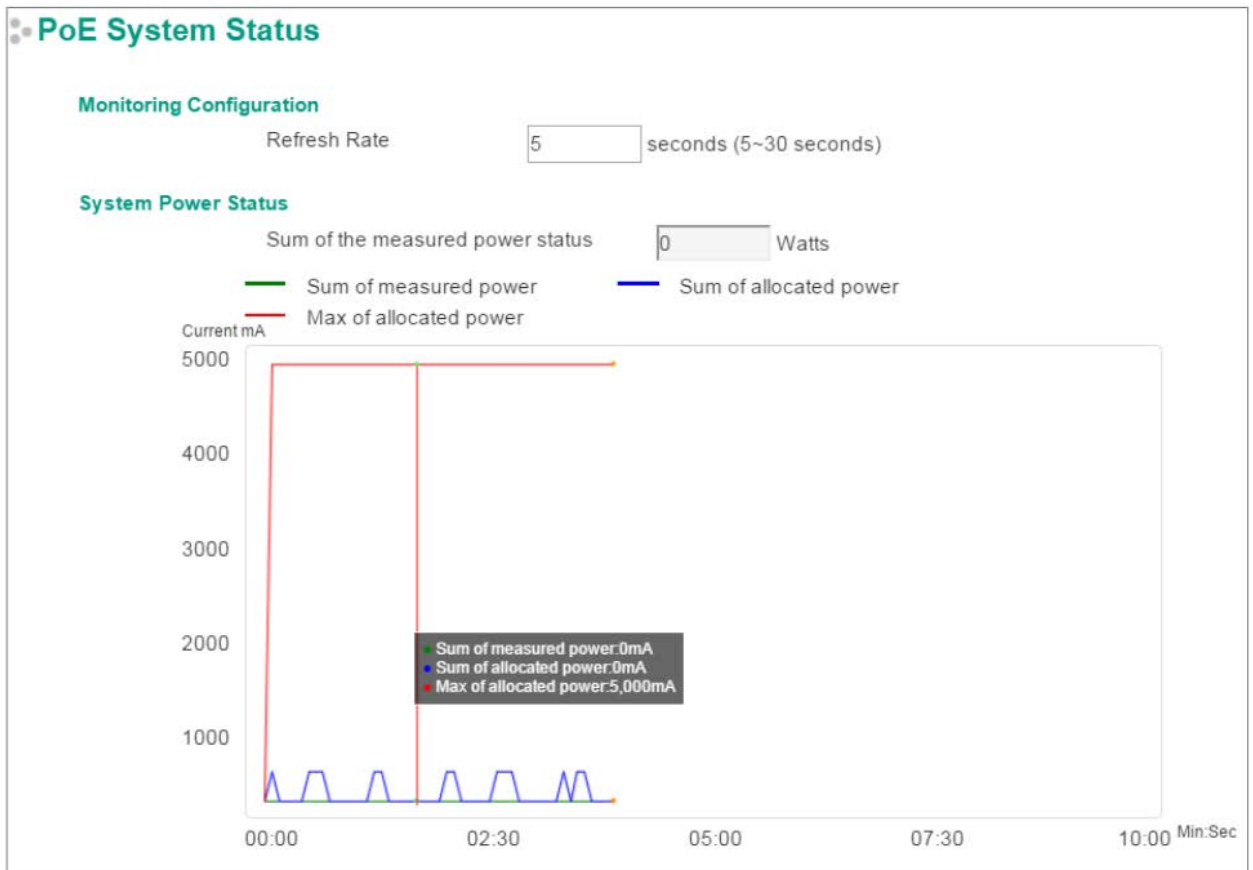 PoE System Status
Monitoring Configuration
Refresh Rate 5 seconds (5~30 seconds)
System Power Status
Sum of the measured power status 0 Watts
Sum of measured power Sum of allocated power
Max of allocated power
Current mA
5000
4000
3000
2000
Sum of measured power:0mA
Sum of allocated power:0mA
Max of allocated power:5,000mA
1000
00:00 02:30 05:00 07:30 10:00 Min:Sec